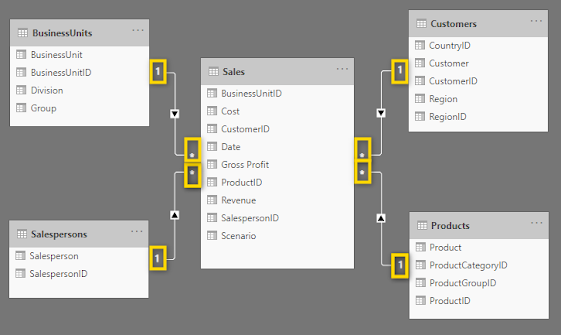 BusinessUnits ...
BusinessUnit
BusinessUnitID
Division
Group
1
Sales ...
BusinessUnitID
Cost
CustomerID
Date
Gross Profit
ProductID
Revenue
SalespersonID
Scenario
* *
* *
Customers ...
CountryID
Customer
CustomerID
Region
RegionID
1
Salespersons ...
Salesperson
SalespersonID
1
Products ...
Product
ProductCategoryID
ProductGroupID
ProductID
1